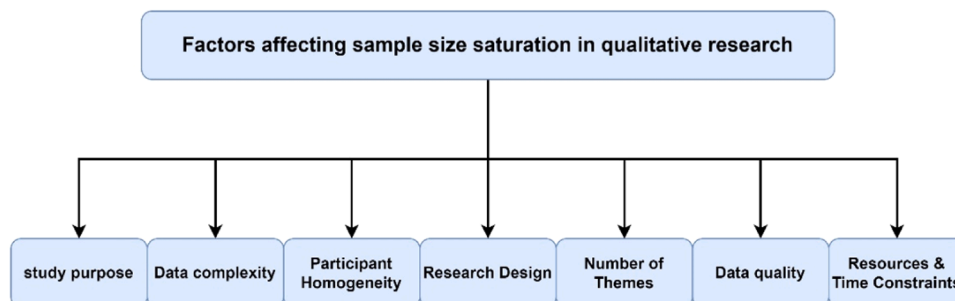 Factors affecting sample size saturation in qualitative research
study purpose
Data complexity
Participant
Homogeneity
Research Design
Number of
Themes
Data quality
Resources &
Time Constraints